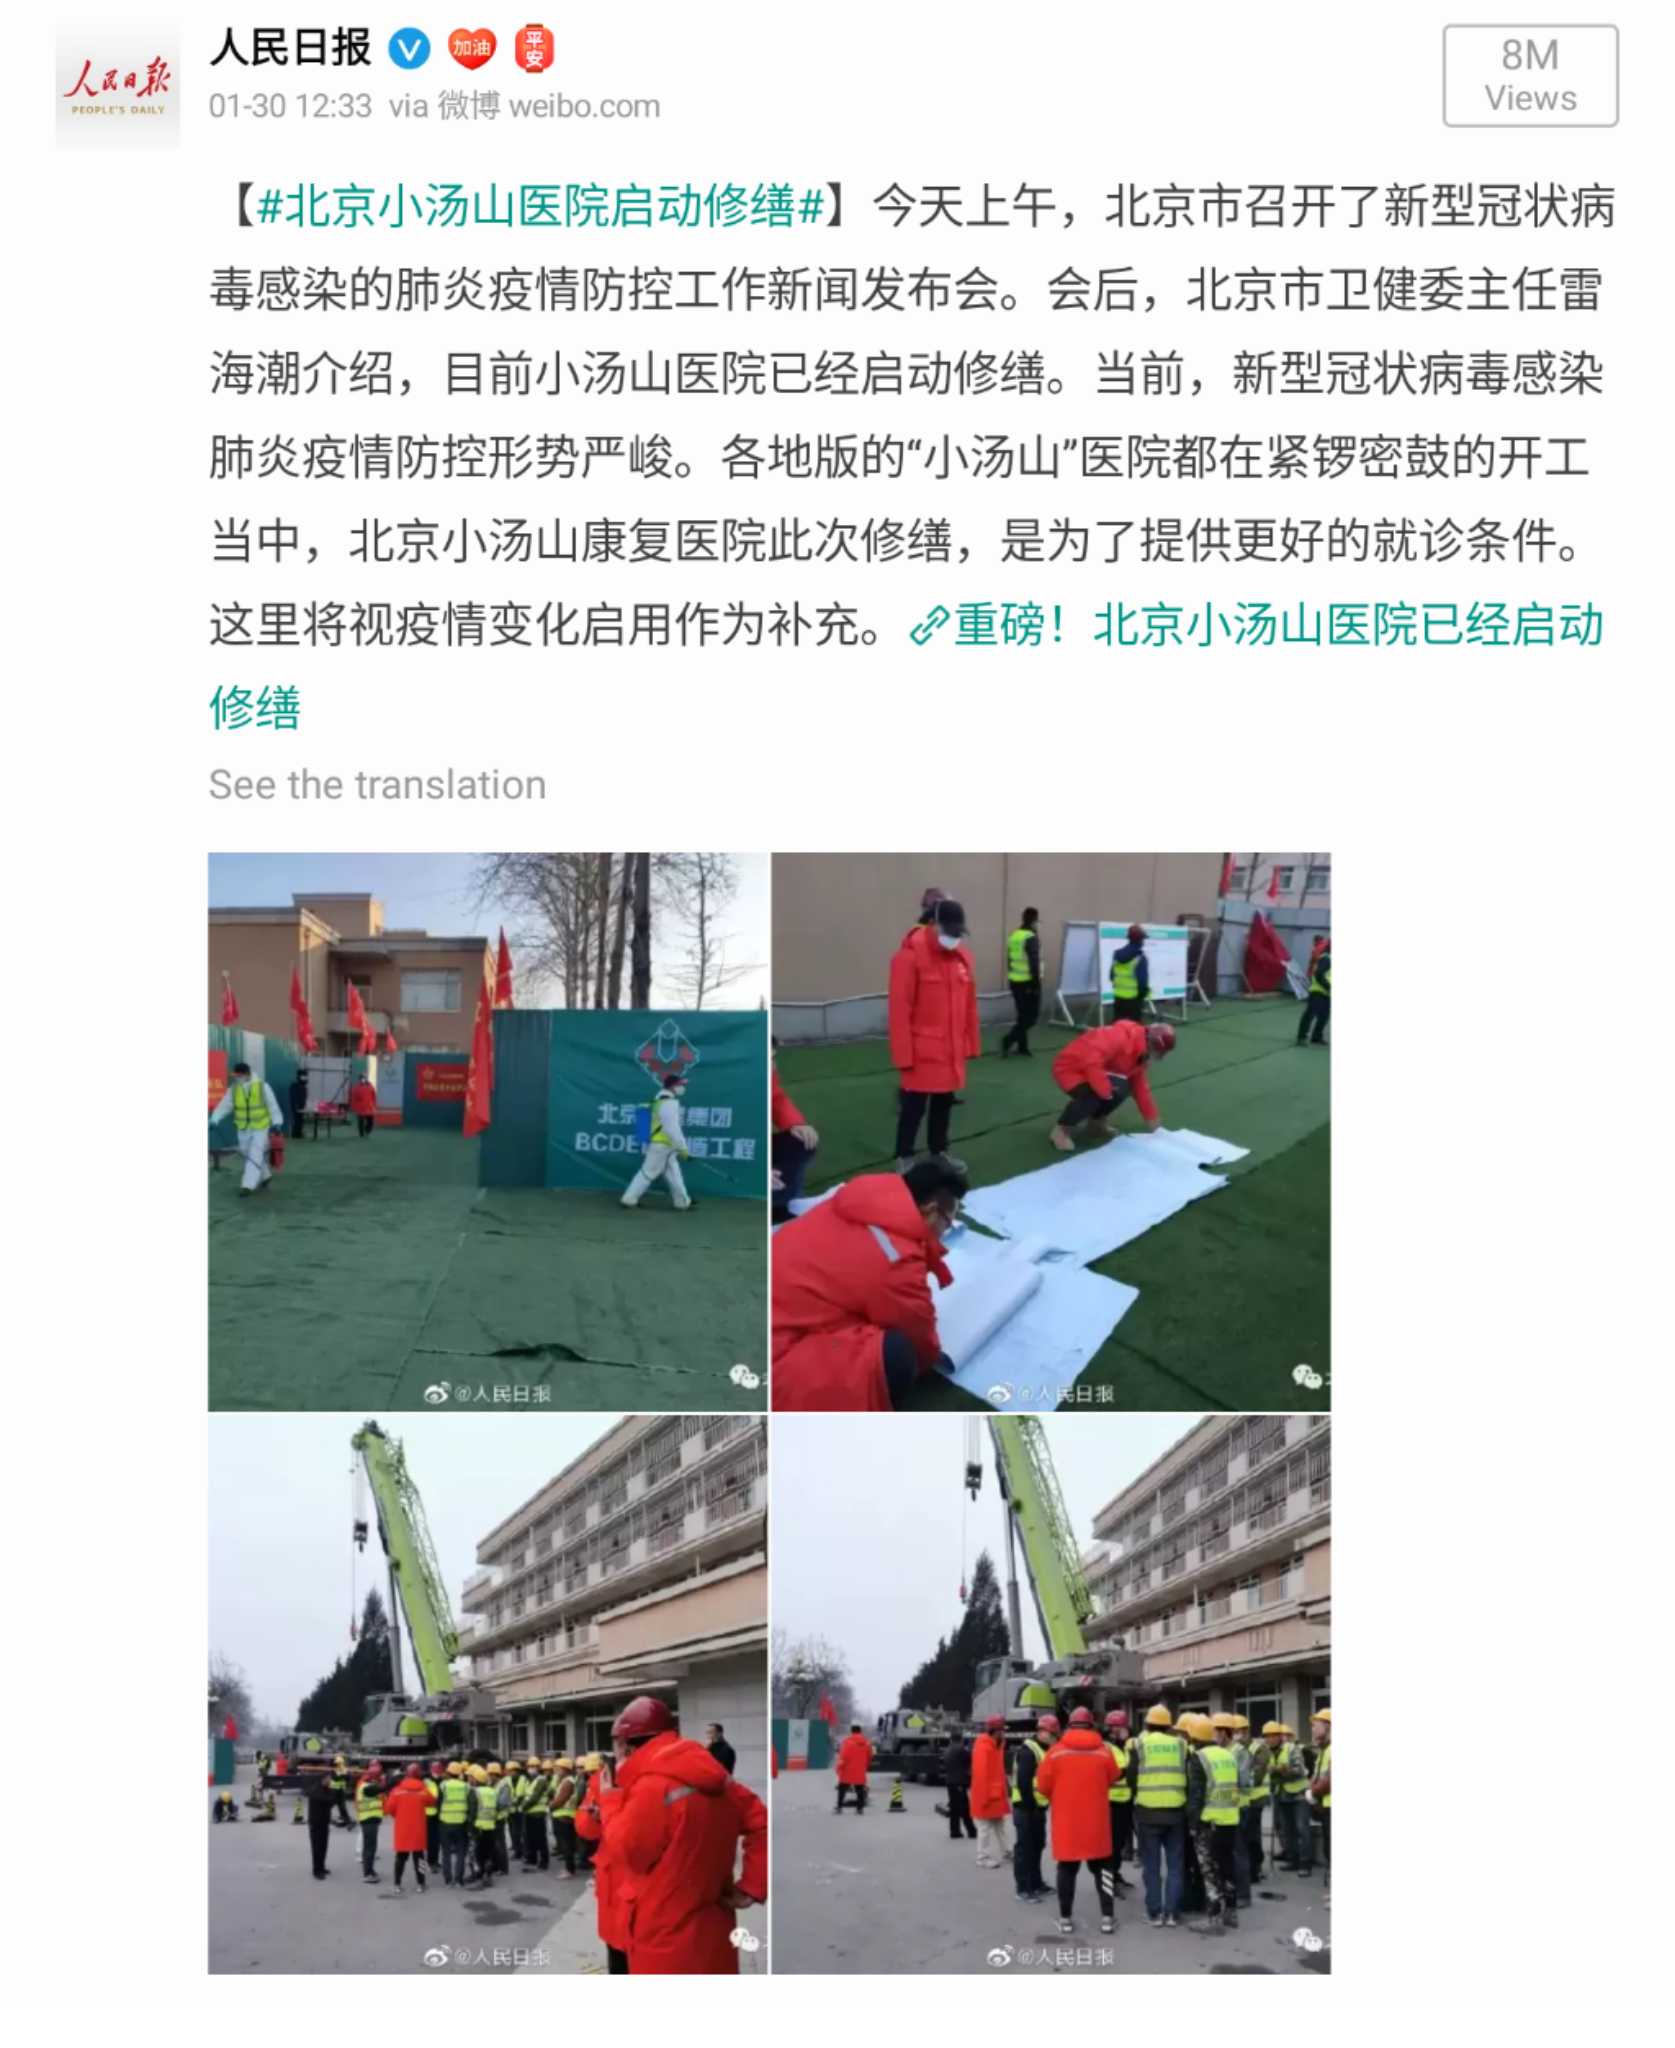 人民日报
PEOPLE'S DAILY
人民日报 加油 平安
01-30 12:33 via 微博 weibo.com
8M
Views
【#北京小汤山医院启动修缮#】今天上午，北京市召开了新型冠状病
毒感染的肺炎疫情防控工作新闻发布会。会后，北京市卫健委主任雷
海潮介绍，目前小汤山医院已经启动修缮。当前，新型冠状病毒感染
肺炎疫情防控形势严峻。各地版的“小汤山”医院都在紧锣密鼓的开工
当中，北京小汤山康复医院此次修缮，是为了提供更好的就诊条件。
这里将视疫情变化启用作为补充。重磅！北京小汤山医院已经启动
修缮
See the translation
北京 集团
BCDE 造工程
@人民日报
@人民日报
@人民日报
@人民日报